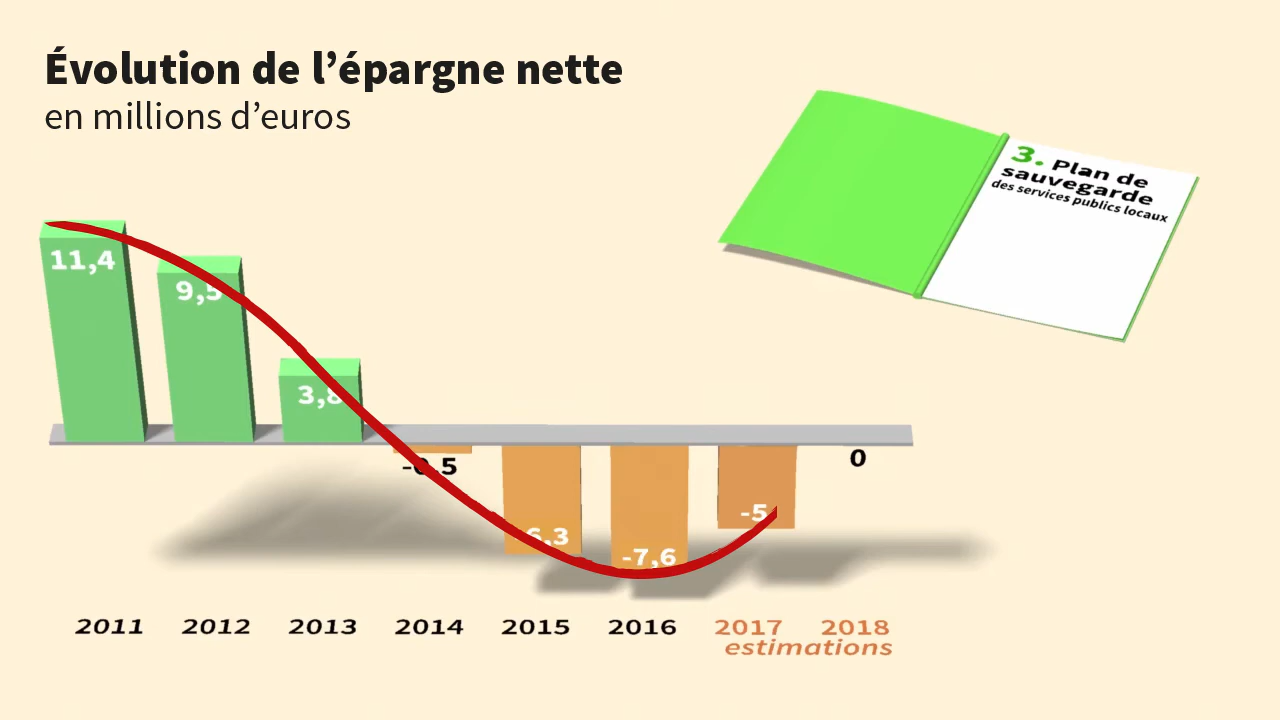 Évolution de l’épargne nette
en millions d’euros
3. Plan de
sauvegarde
des services publics locaux
11,4
9,5
3,8
-0,5
6,3
-7,6
-5
0
2011 2012 2013 2014 2015 2016 2017 2018
estimations